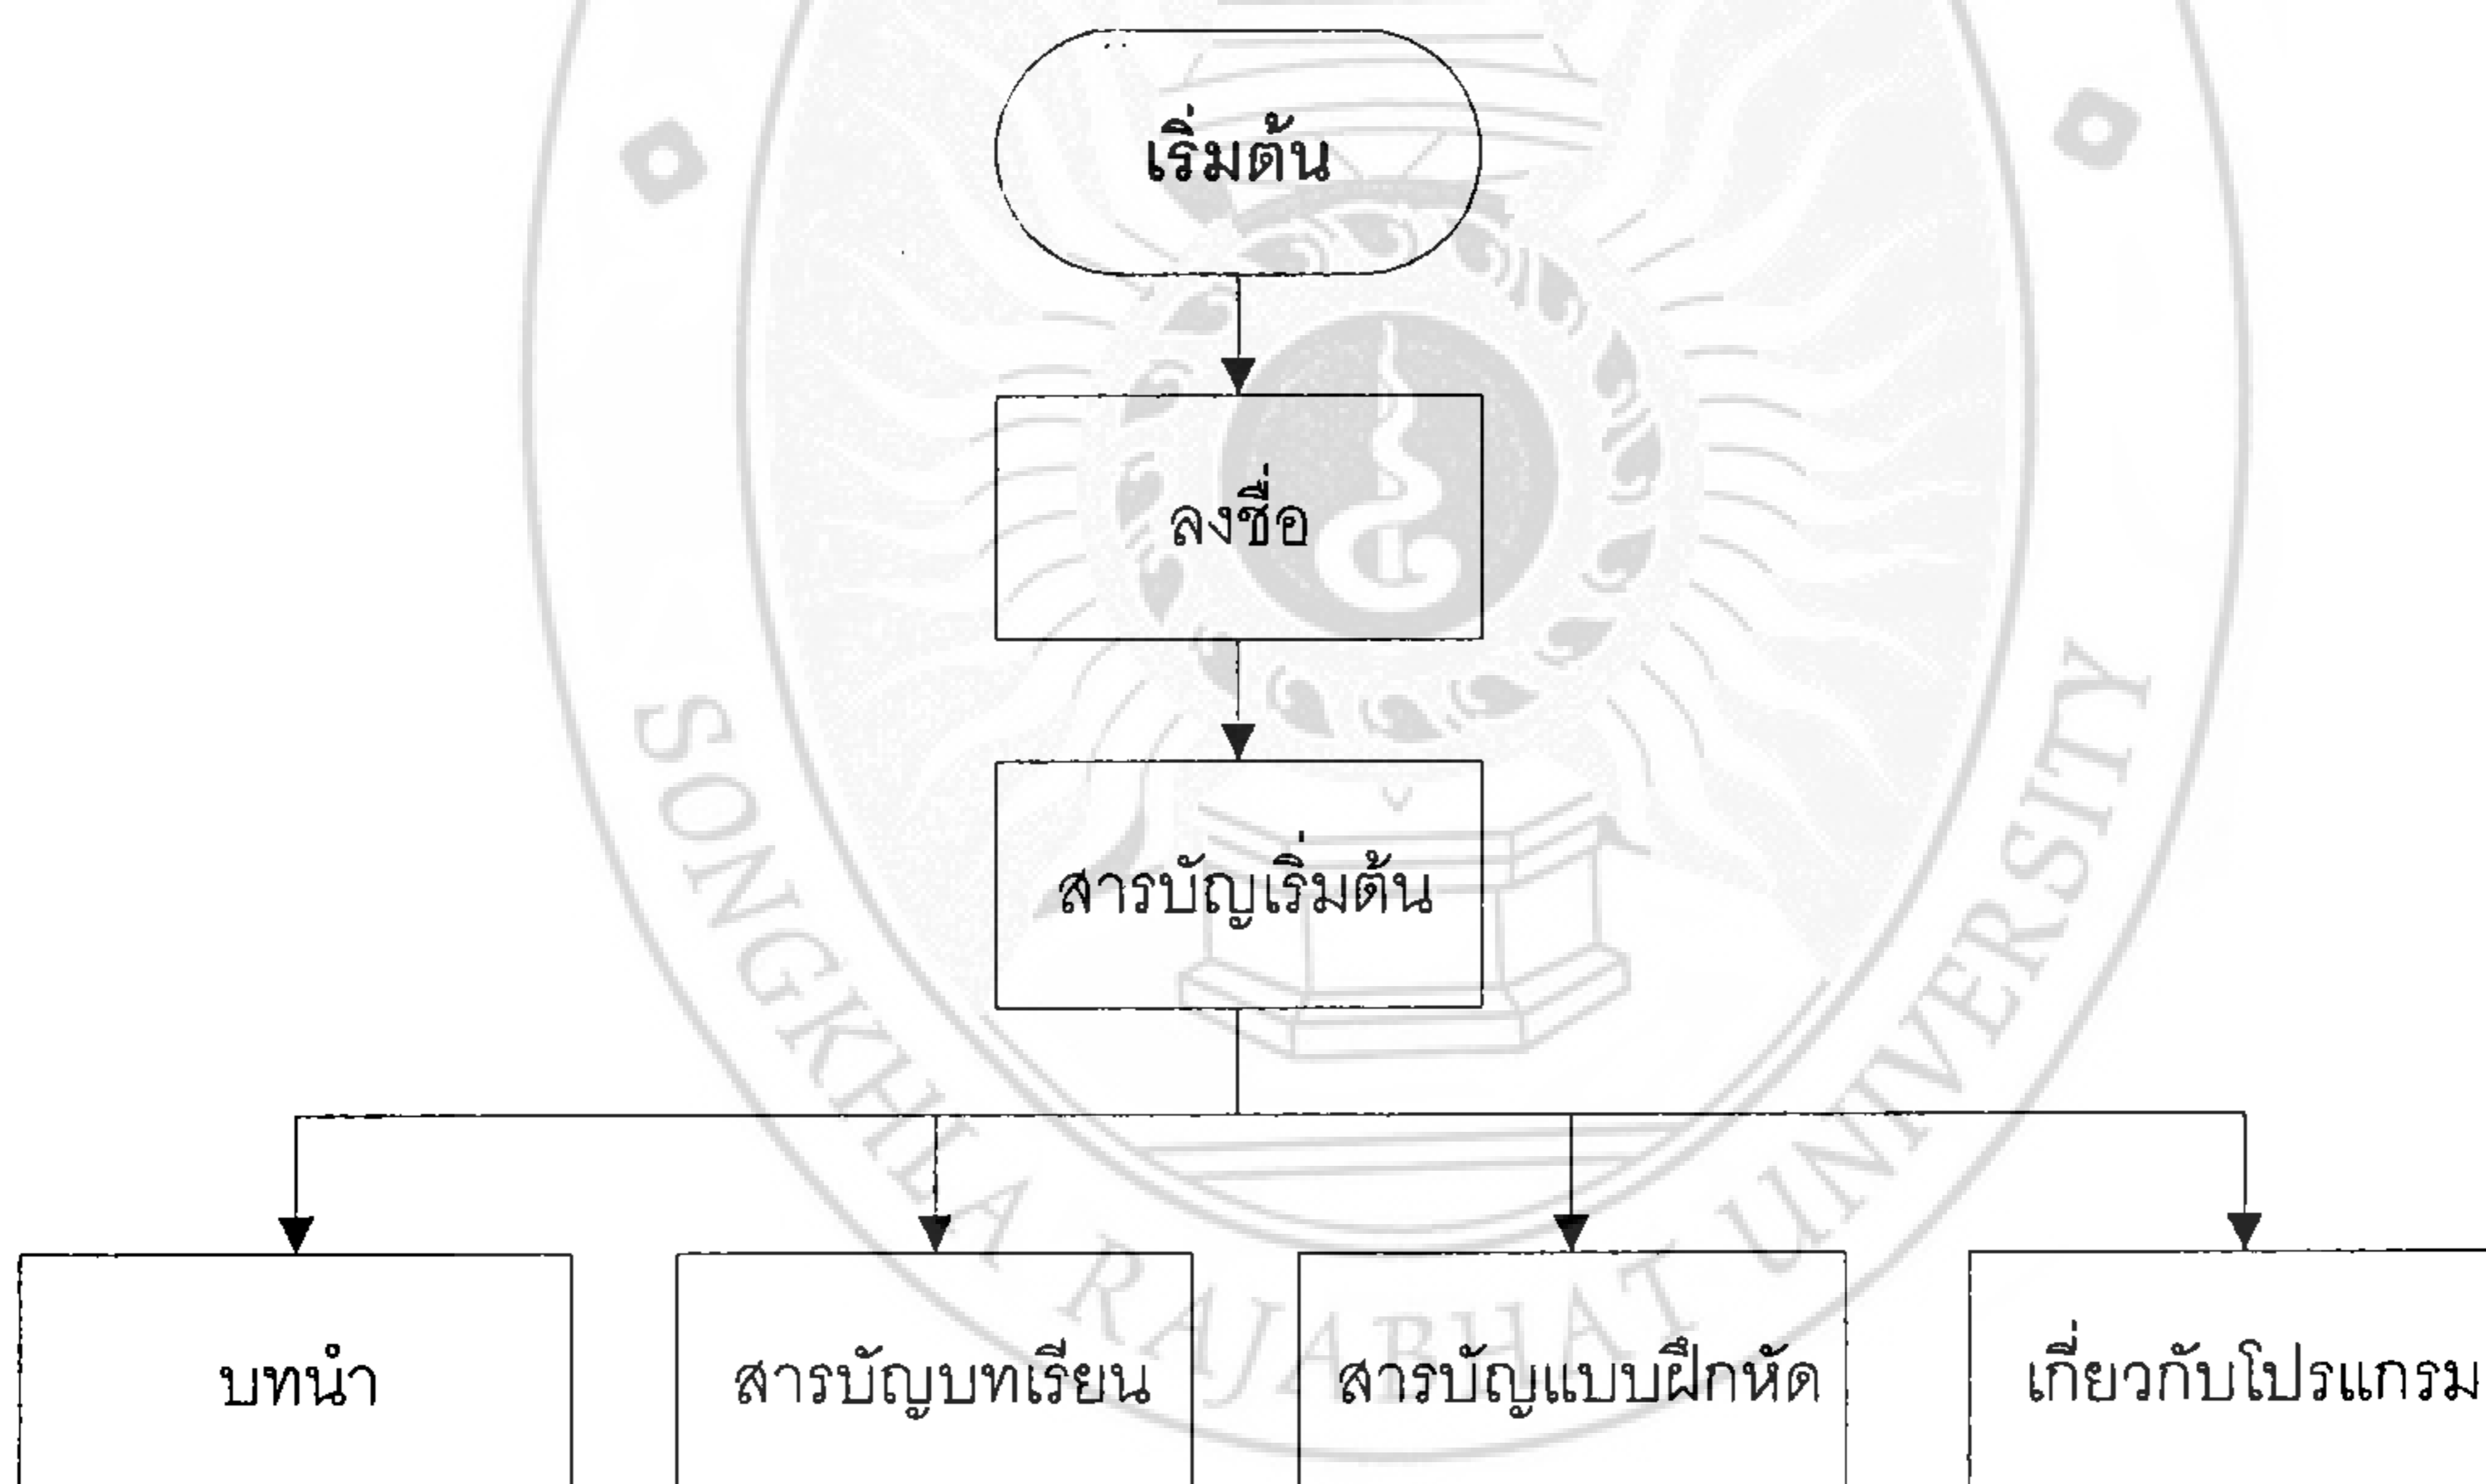 เริ่มต้น
ลงชื่อ
สารบัญเริ่มต้น
บทนำ
สารบัญบทเรียน
สารบัญแบบฝึกหัด
เกี่ยวกับโปรแกรม
SONGKHLA RAJABHAT UNIVERSITY